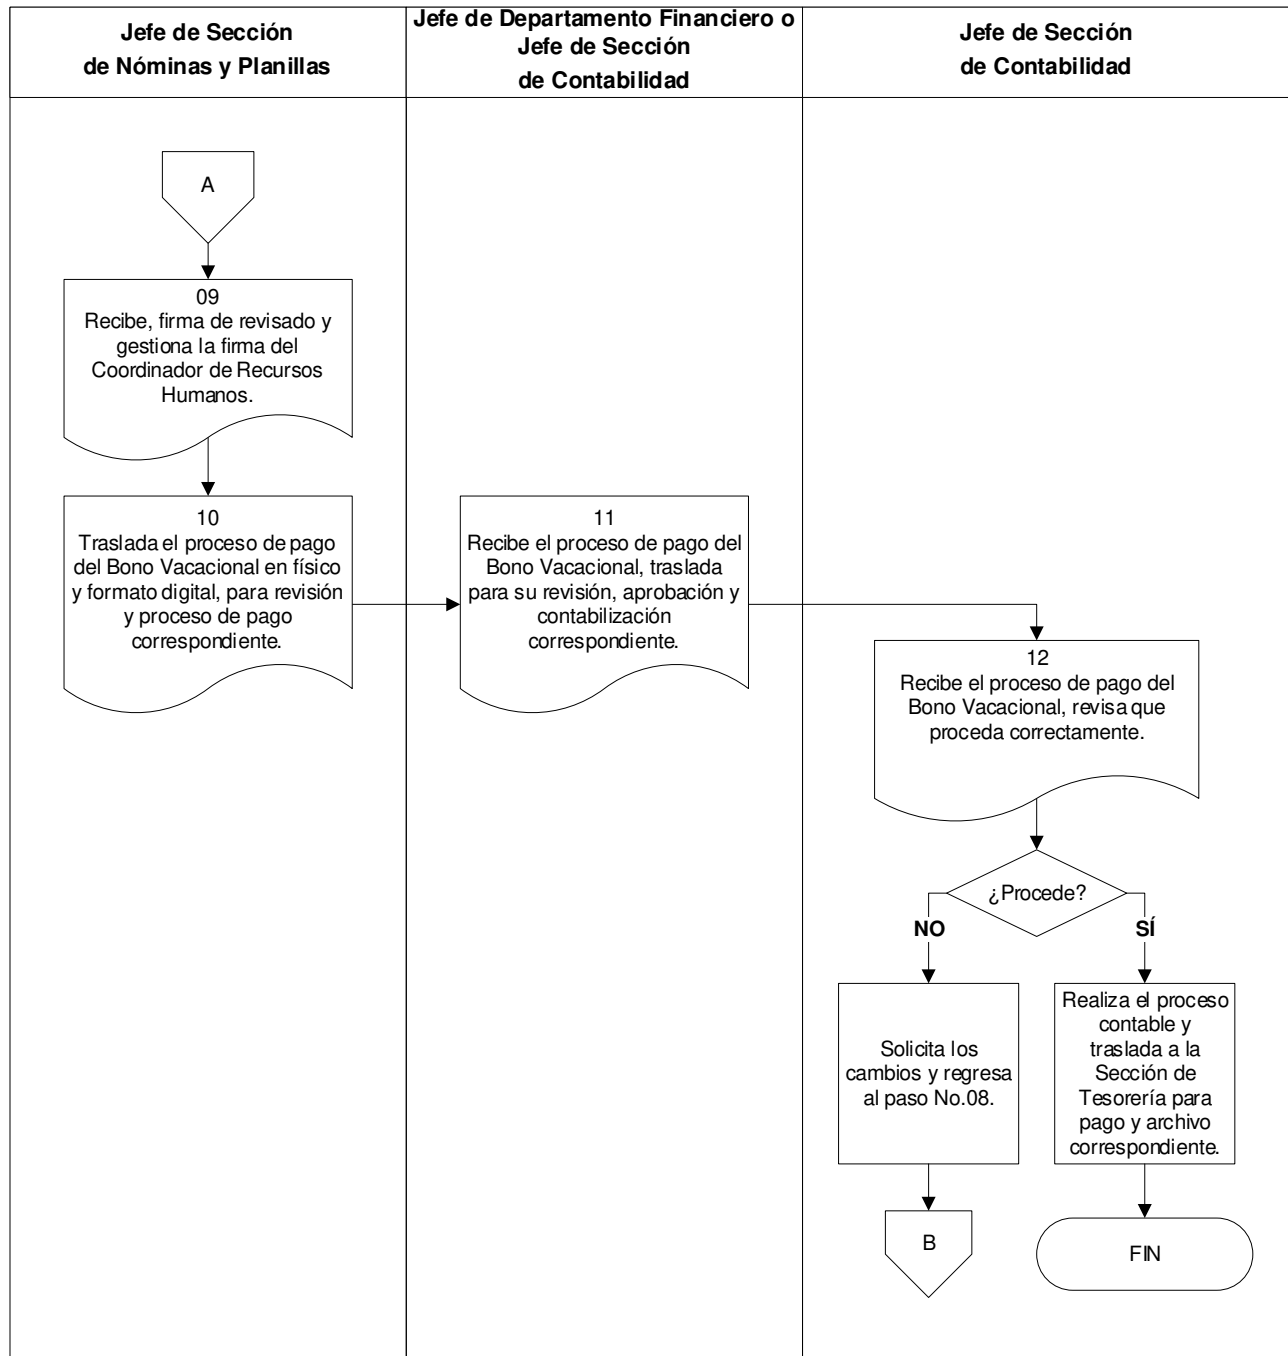 Jefe de Sección
de Nóminas y Planillas
Jefe de Departamento Financiero o
Jefe de Sección
de Contabilidad
Jefe de Sección
de Contabilidad
A
09
Recibe, firma de revisado y
gestiona la firma del
Coordinador de Recursos
Humanos.
10
Traslada el proceso de pago
del Bono Vacacional en físico
y formato digital, para revisión
y proceso de pago
correspondiente.
11
Recibe el proceso de pago del
Bono Vacacional, traslada
para su revisión, aprobación y
contabilización
correspondiente.
12
Recibe el proceso de pago del
Bono Vacacional, revisa que
proceda correctamente.
¿Procede?
NO
SÍ
Solicita los
cambios y regresa
al paso No.08.
Realiza el proceso
contable y
traslada a la
Sección de
Tesorería para
pago y archivo
correspondiente.
B
FIN